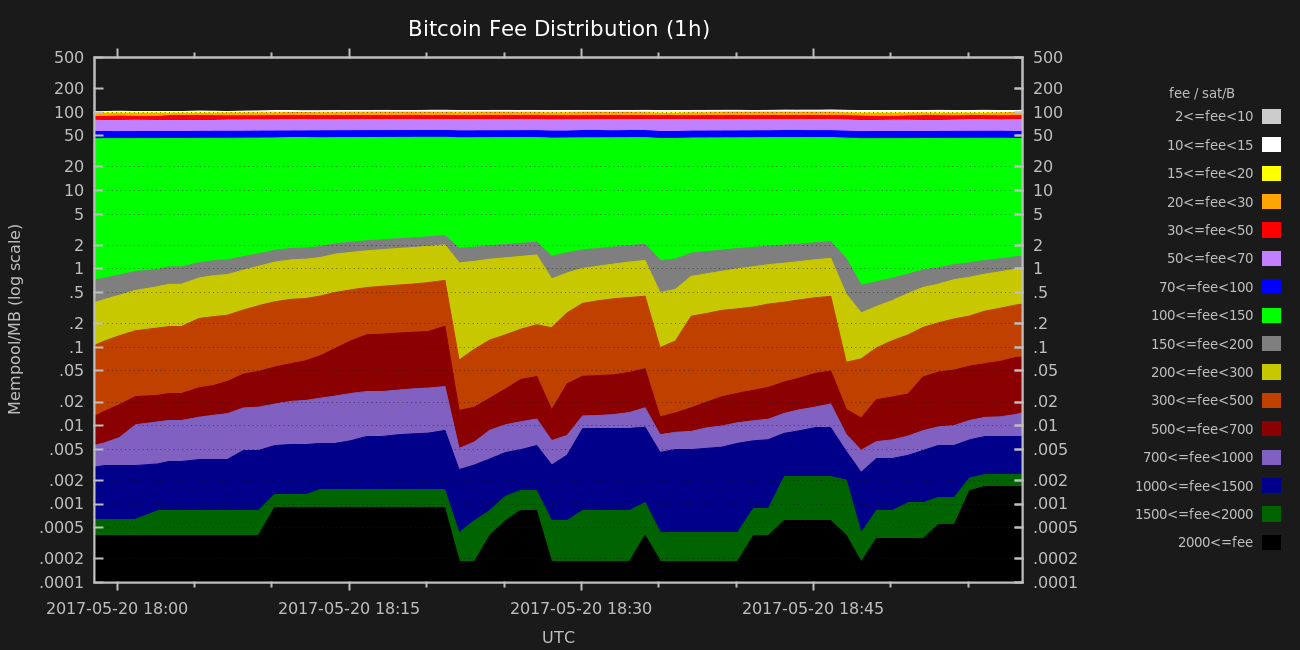 Bitcoin Fee Distribution (1h)
Mempool/MB (log scale)
500
200
100
50
20
10
5
2
1
.5
.2
.1
.05
.02
.01
.005
.002
.001
.0005
.0002
.0001
500
200
100
50
20
10
5
2
1
.5
.2
.1
.05
.02
.01
.005
.002
.001
.0005
.0002
.0001
2017-05-20 18:00
2017-05-20 18:15
2017-05-20 18:30
2017-05-20 18:45
UTC
fee / sat/B
2<=fee<10
10<=fee<15
15<=fee<20
20<=fee<30
30<=fee<50
50<=fee<70
70<=fee<100
100<=fee<150
150<=fee<200
200<=fee<300
300<=fee<500
500<=fee<700
700<=fee<1000
1000<=fee<1500
1500<=fee<2000
2000<=fee